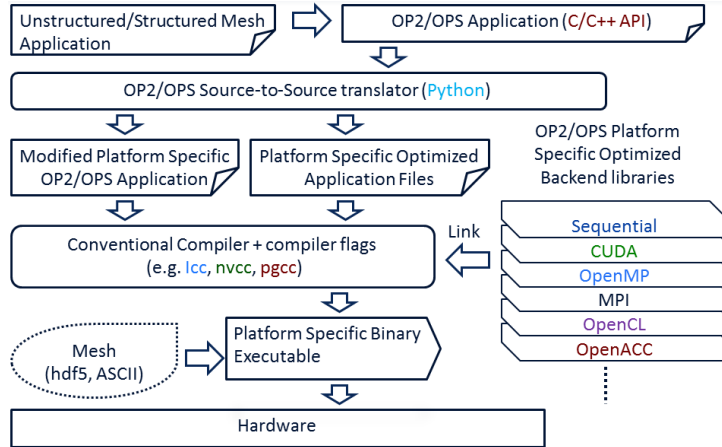 Unstructured/Structured Mesh
Application
OP2/OPS Application (C/C++ API)
OP2/OPS Source-to-Source translator (Python)
Modified Platform Specific
OP2/OPS Application
Platform Specific Optimized
Application Files
OP2/OPS Platform
Specific Optimized
Backend libraries
Conventional Compiler + compiler flags
(e.g. Icc, nvcc, pgcc)
Link
Sequential
CUDA
OpenMP
MPI
OpenCL
OpenACC
Mesh
(hdf5, ASCII)
Platform Specific Binary
Executable
Hardware